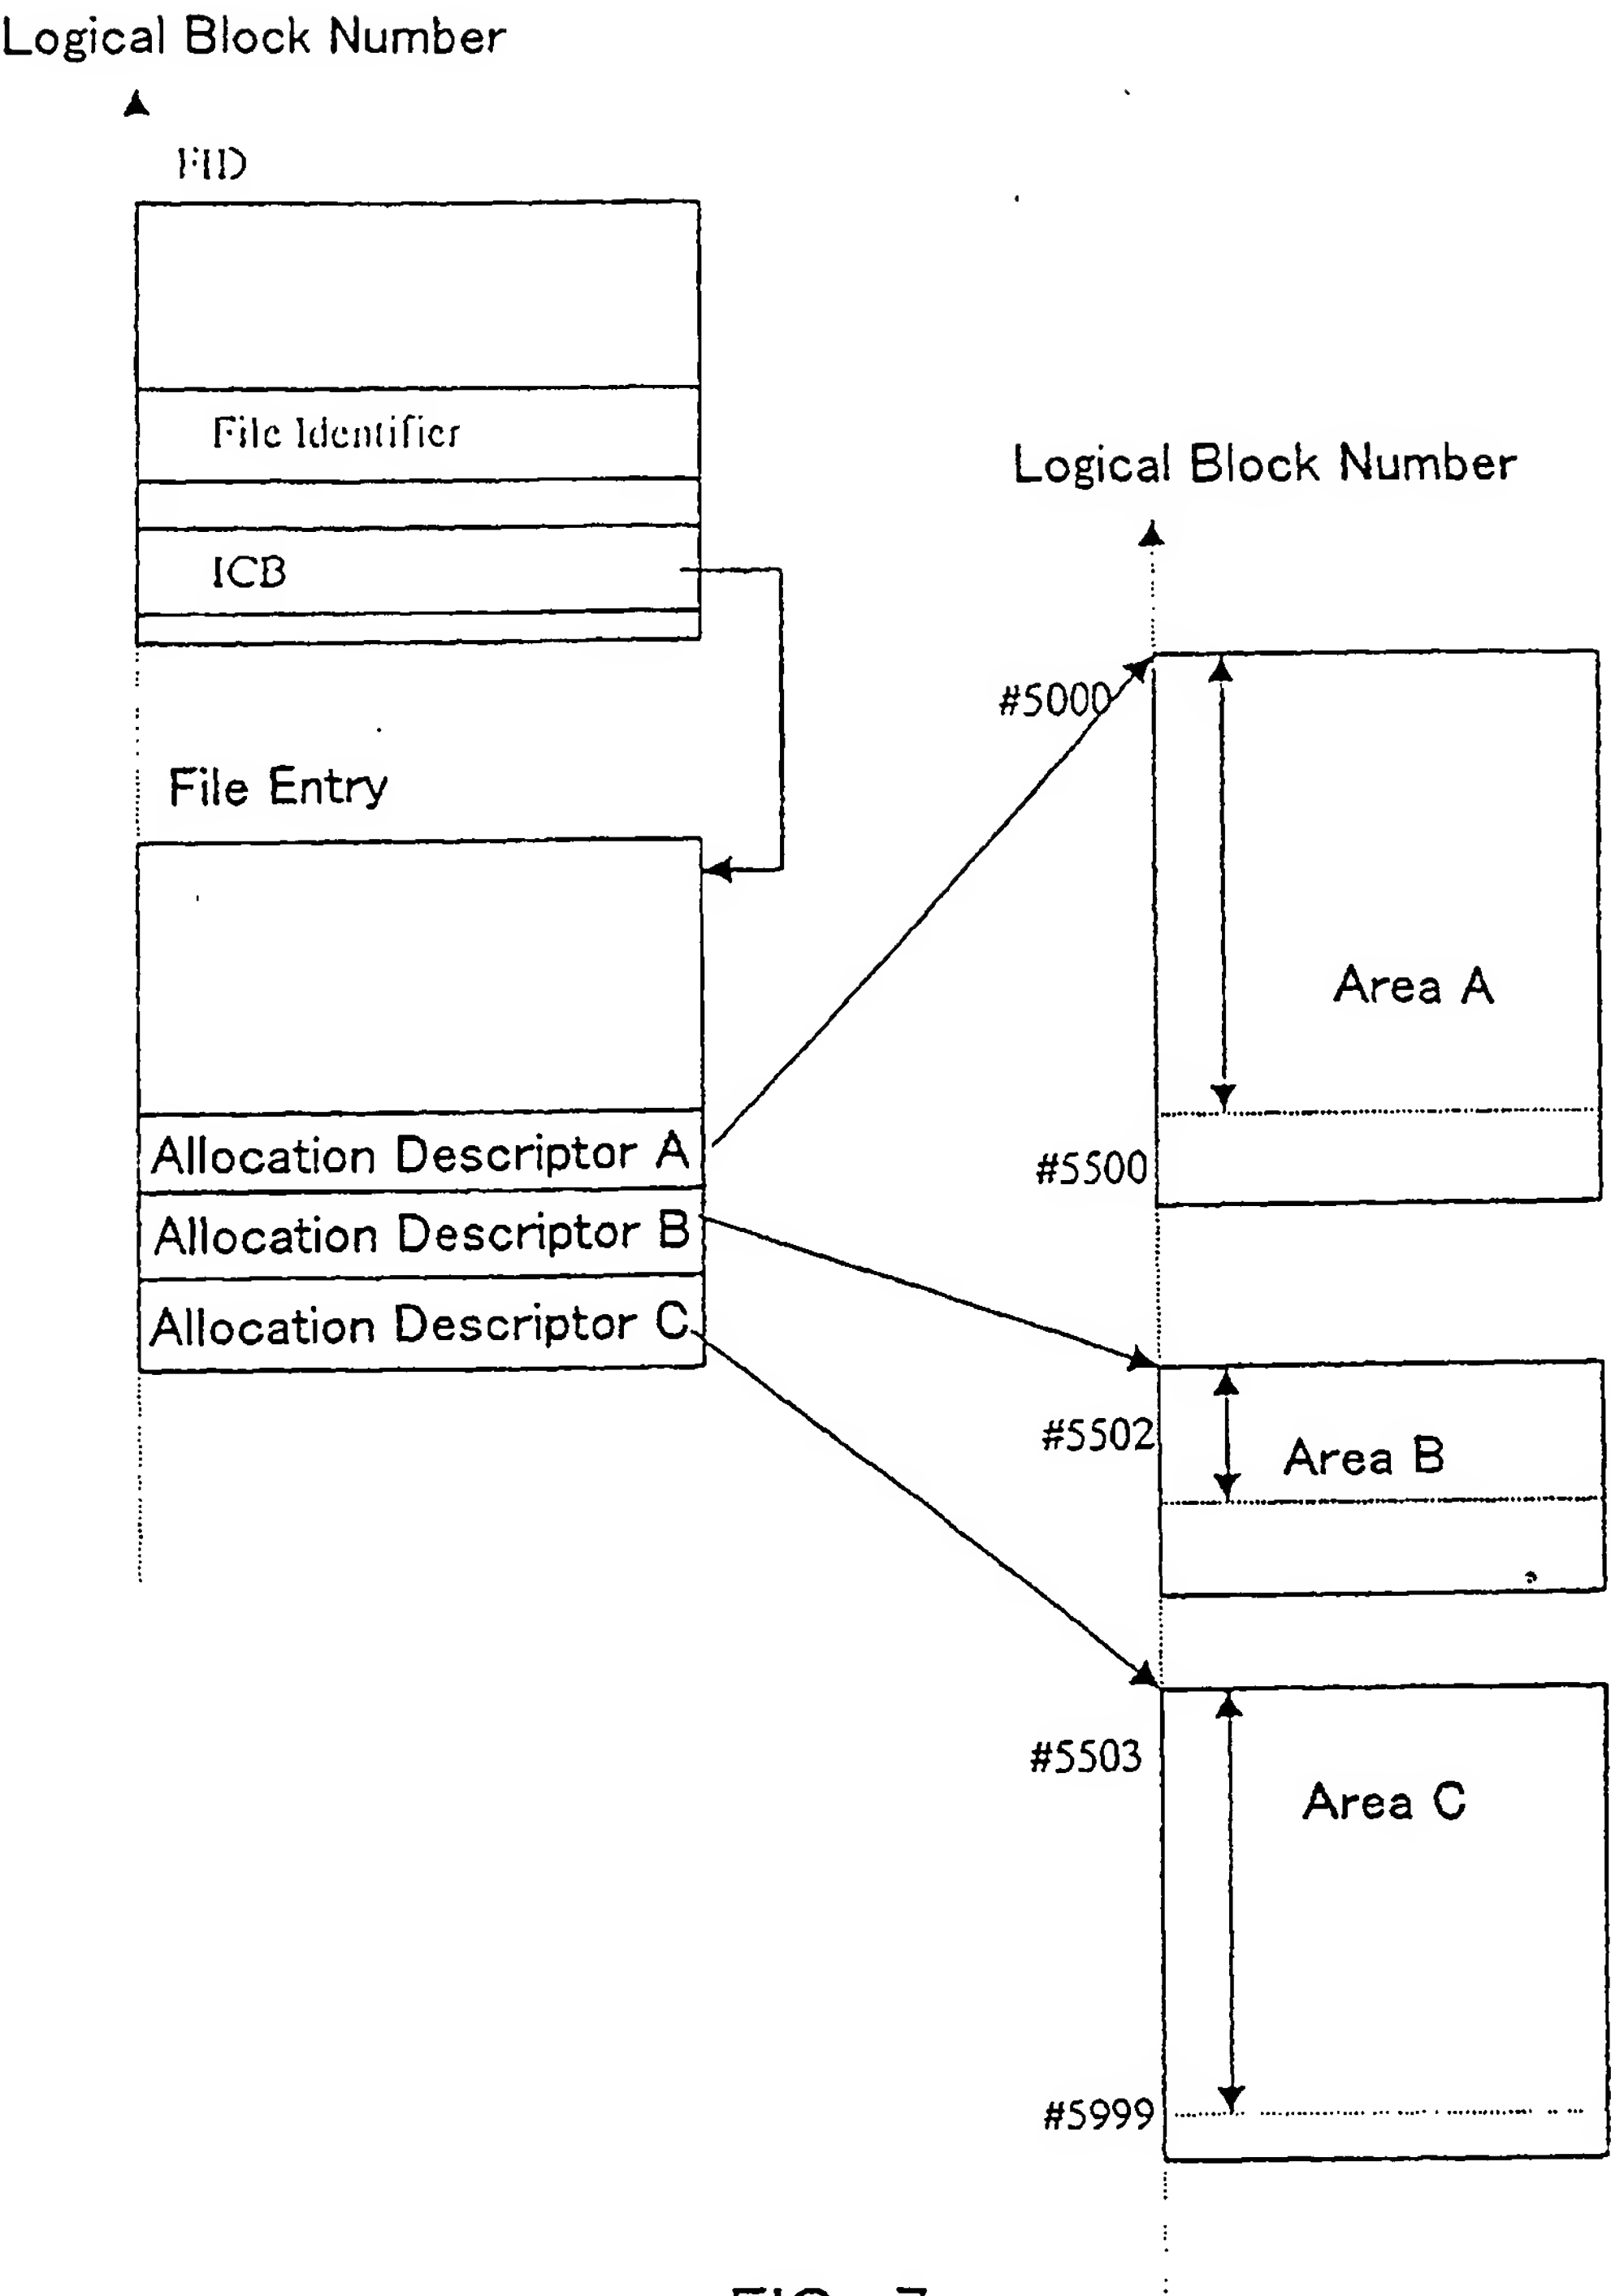 Logical Block Number
FID
File Identifier
ICB
File Entry
Allocation Descriptor A
Allocation Descriptor B
Allocation Descriptor C
Logical Block Number
#5000
Area A
#5500
#5502
Area B
#5503
Area C
#5999